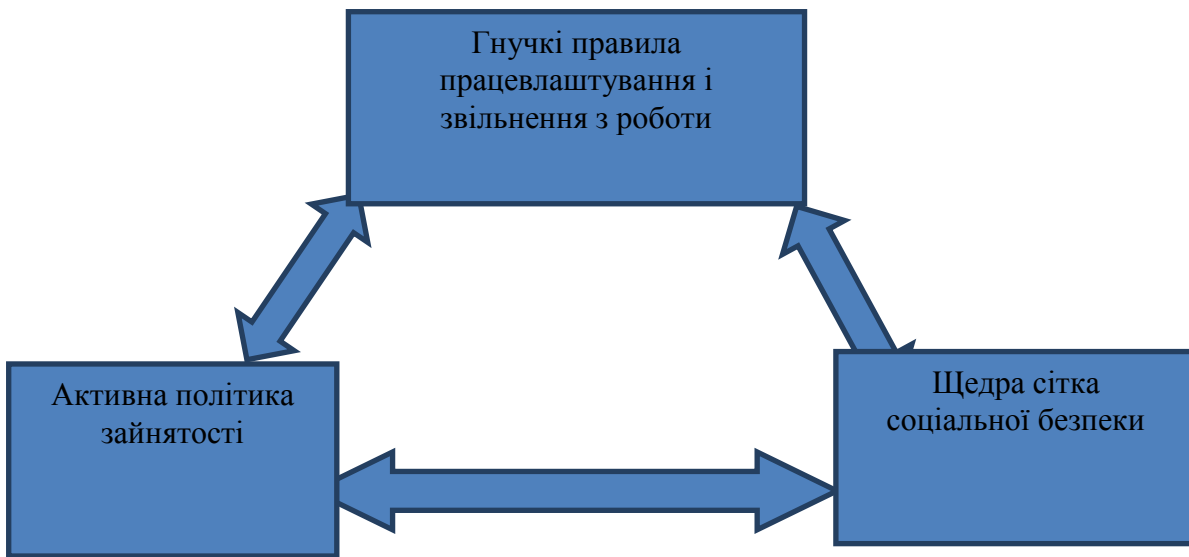 Гнучкі правила
працевлаштування і
звільнення з роботи
Активна політика
зайнятості
Щедра сітка
соціальної безпеки